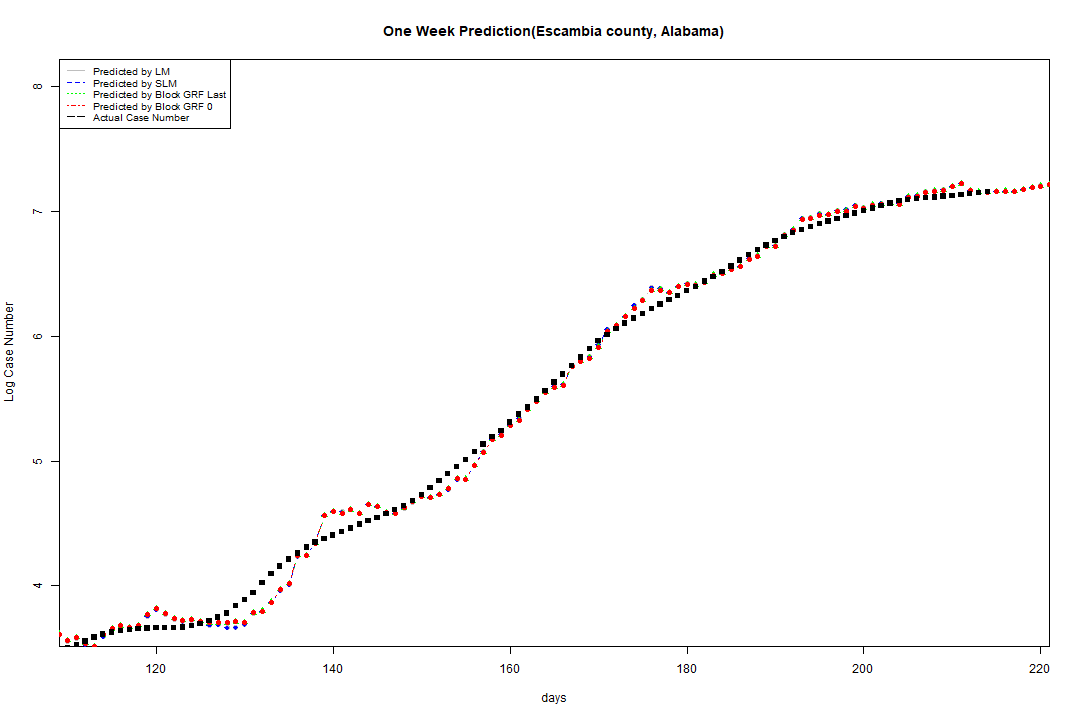 One Week Prediction(Escambia county, Alabama)
Predicted by LM
Predicted by SLM
Predicted by Block GRF Last
Predicted by Block GRF 0
Actual Case Number
8
7
6
5
4
Log Case Number
120 140 160 180 200 220
days